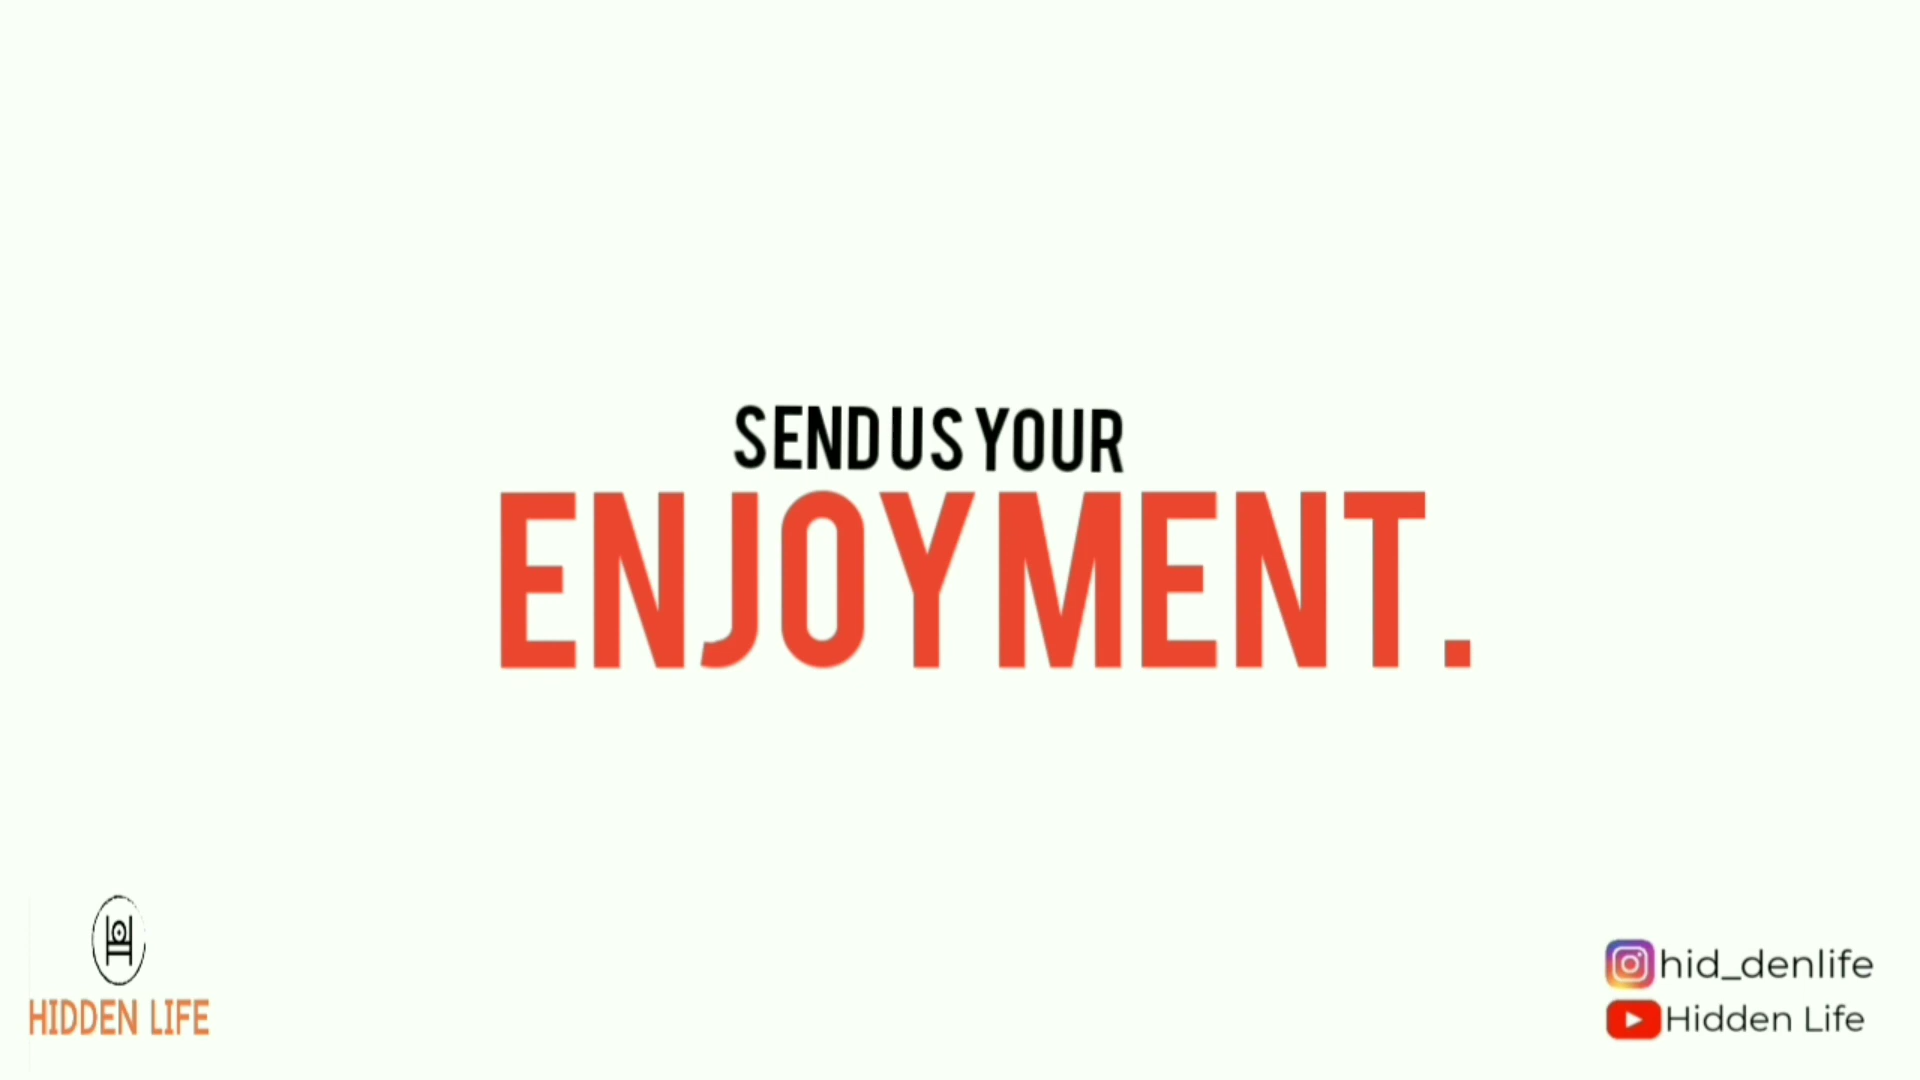 SEND US YOUR
ENJOYMENT.
HIDDEN LIFE
hid_denlife
Hidden Life